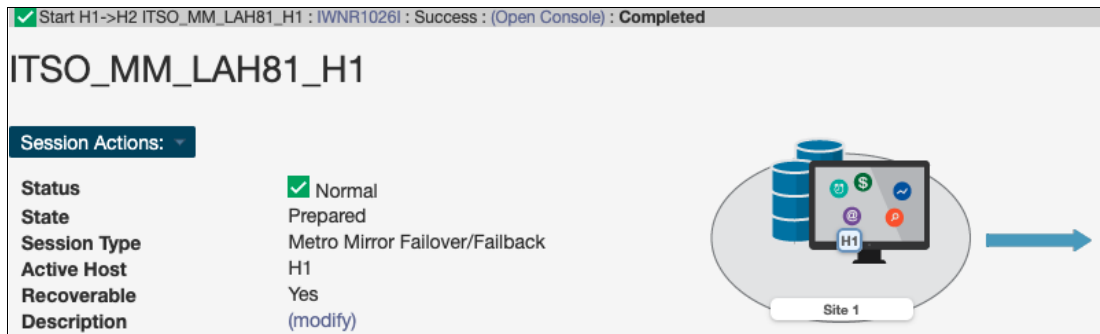 Start H1->H2 ITSO_MM_LAH81_H1 : IWNR1026I : Success : (Open Console) : Completed
ITSO_MM_LAH81_H1
Session Actions:
Status Normal
State Prepared
Session Type Metro Mirror Failover/Failback
Active Host H1
Recoverable Yes
Description (modify)
$
@
H1
Site 1